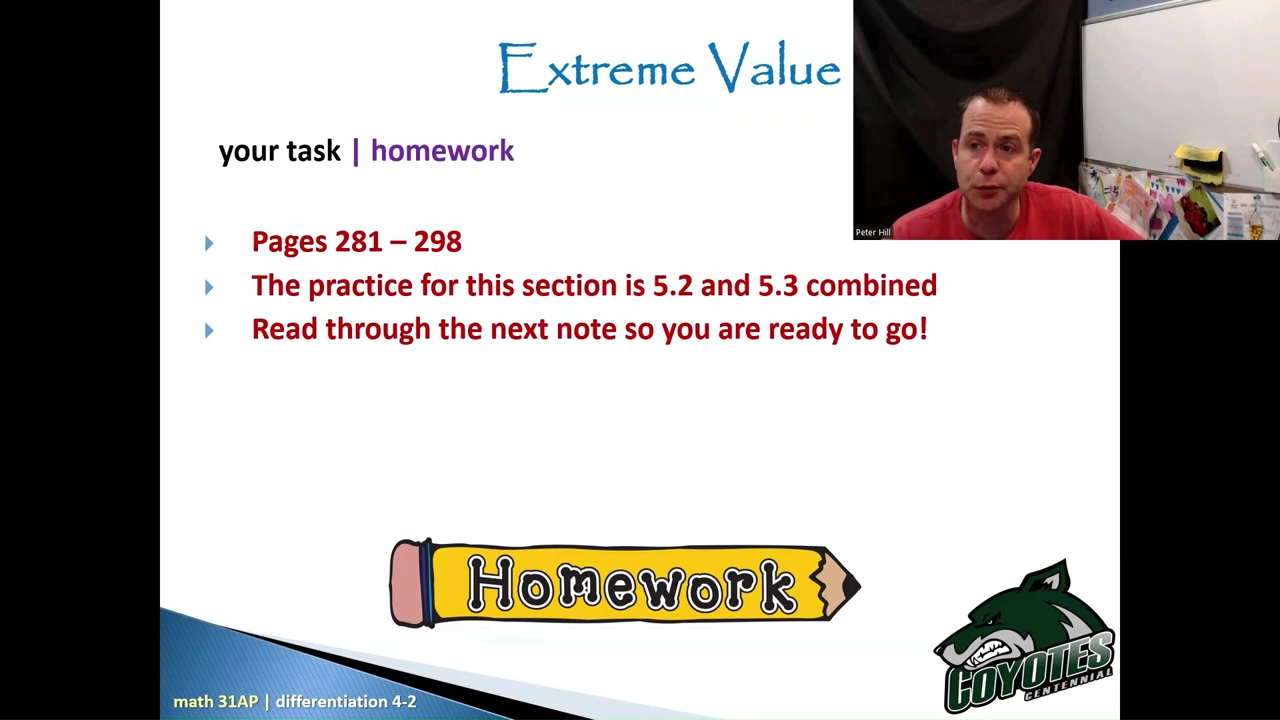 Extreme Value
your task | homework
Pages 281 – 298
The practice for this section is 5.2 and 5.3 combined
Read through the next note so you are ready to go!
Peter Hill
Homework
COYOTES
CENTENNIAL
math 31AP | differentiation 4-2